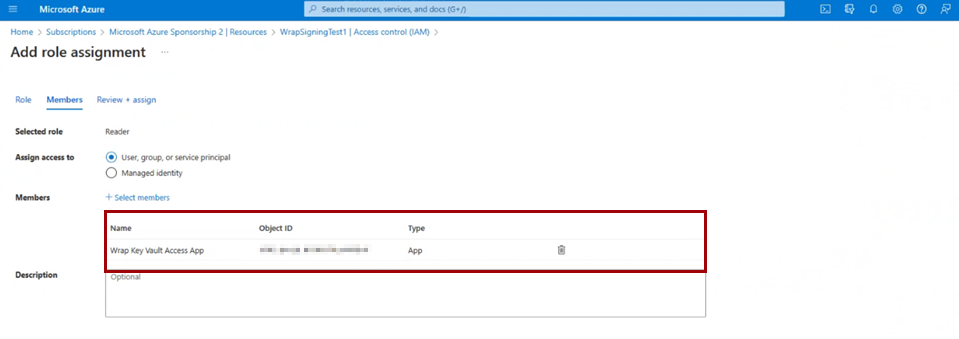 Microsoft Azure
Search resources, services, and docs (G+/)
Home > Subscriptions > Microsoft Azure Sponsorship 2 | Resources > WrapSigningTest1 | Access control (IAM) >
Add role assignment ...
Role Members Review + assign
Selected role Reader
Assign access to User, group, or service principal
Managed identity
Members + Select members
Name Object ID Type
Wrap Key Vault Access App App
Description Optional